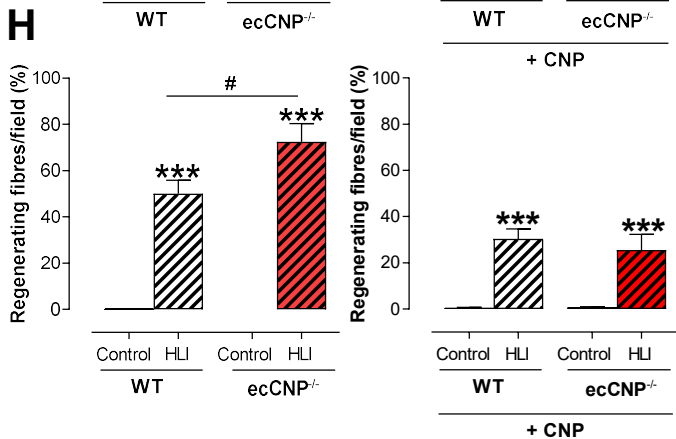 H
WT ecCNP-/-
WT ecCNP-/-
+ CNP
Regenerating fibres/field (%)
100
80
60
40
20
0
#
***
***
Control HLI Control HLI
WT ecCNP-/-
Regenerating fibres/field (%)
100
80
60
40
20
0
***
***
Control HLI Control HLI
WT ecCNP-/-
+ CNP